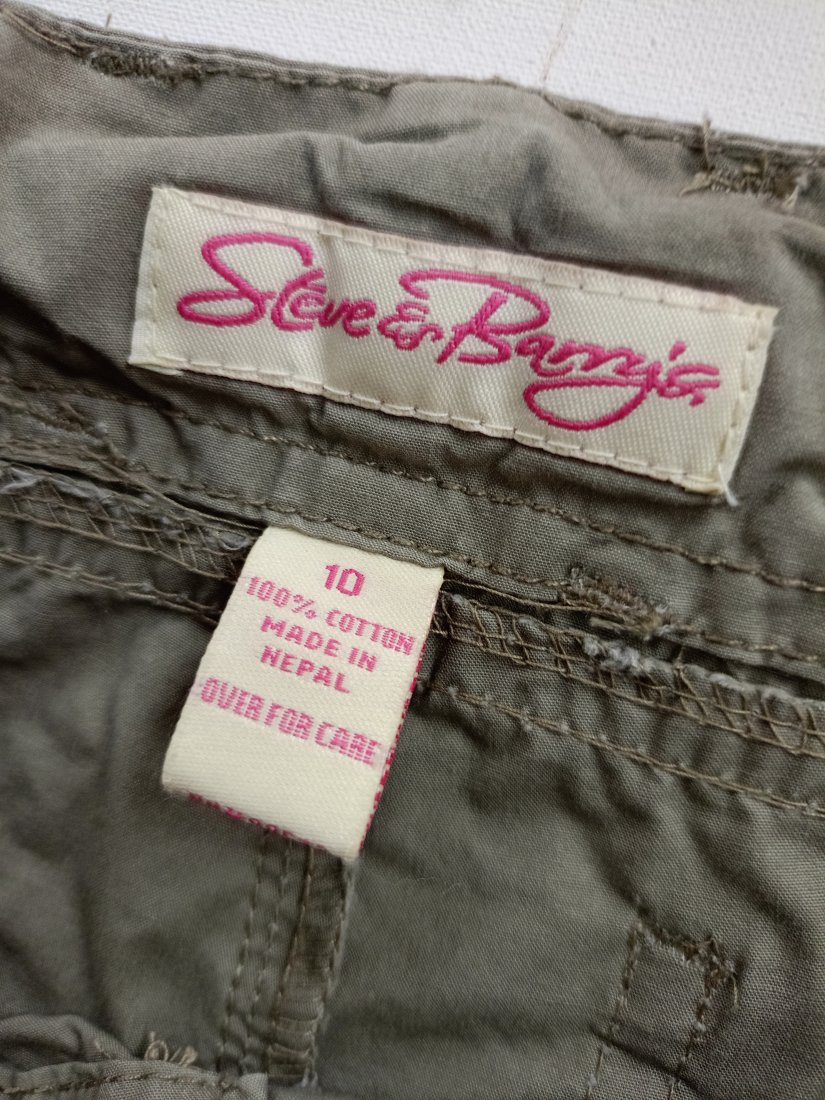 Steve & Barry's
10
100% COTTON
MADE IN
NEPAL
OVER FOR CARE